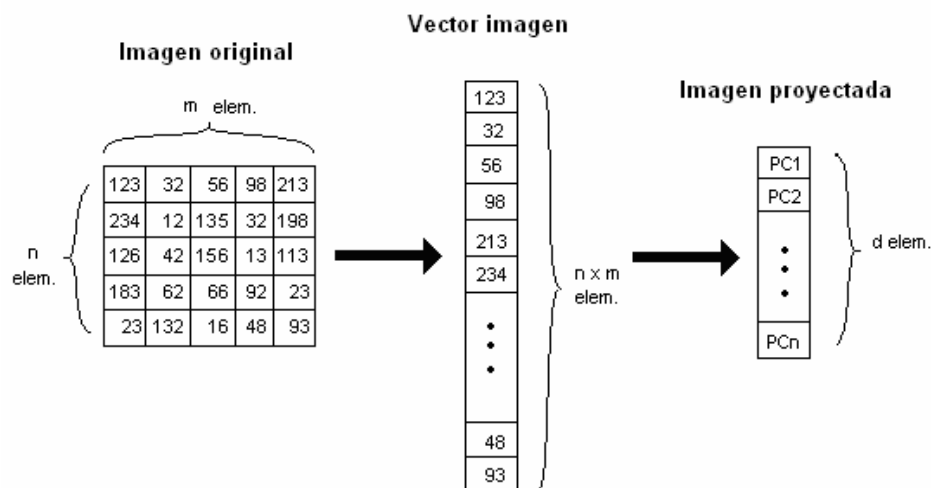 Vector imagen
Imagen original
Imagen proyectada
m elem.
n
elem.
123 32 56 98 213
234 12 135 32 198
126 42 156 13 113
183 62 66 92 23
23 132 16 48 93
123
32
56
98
213
234
48
93
n x m
elem.
PC1
PC2
PCn
d elem.